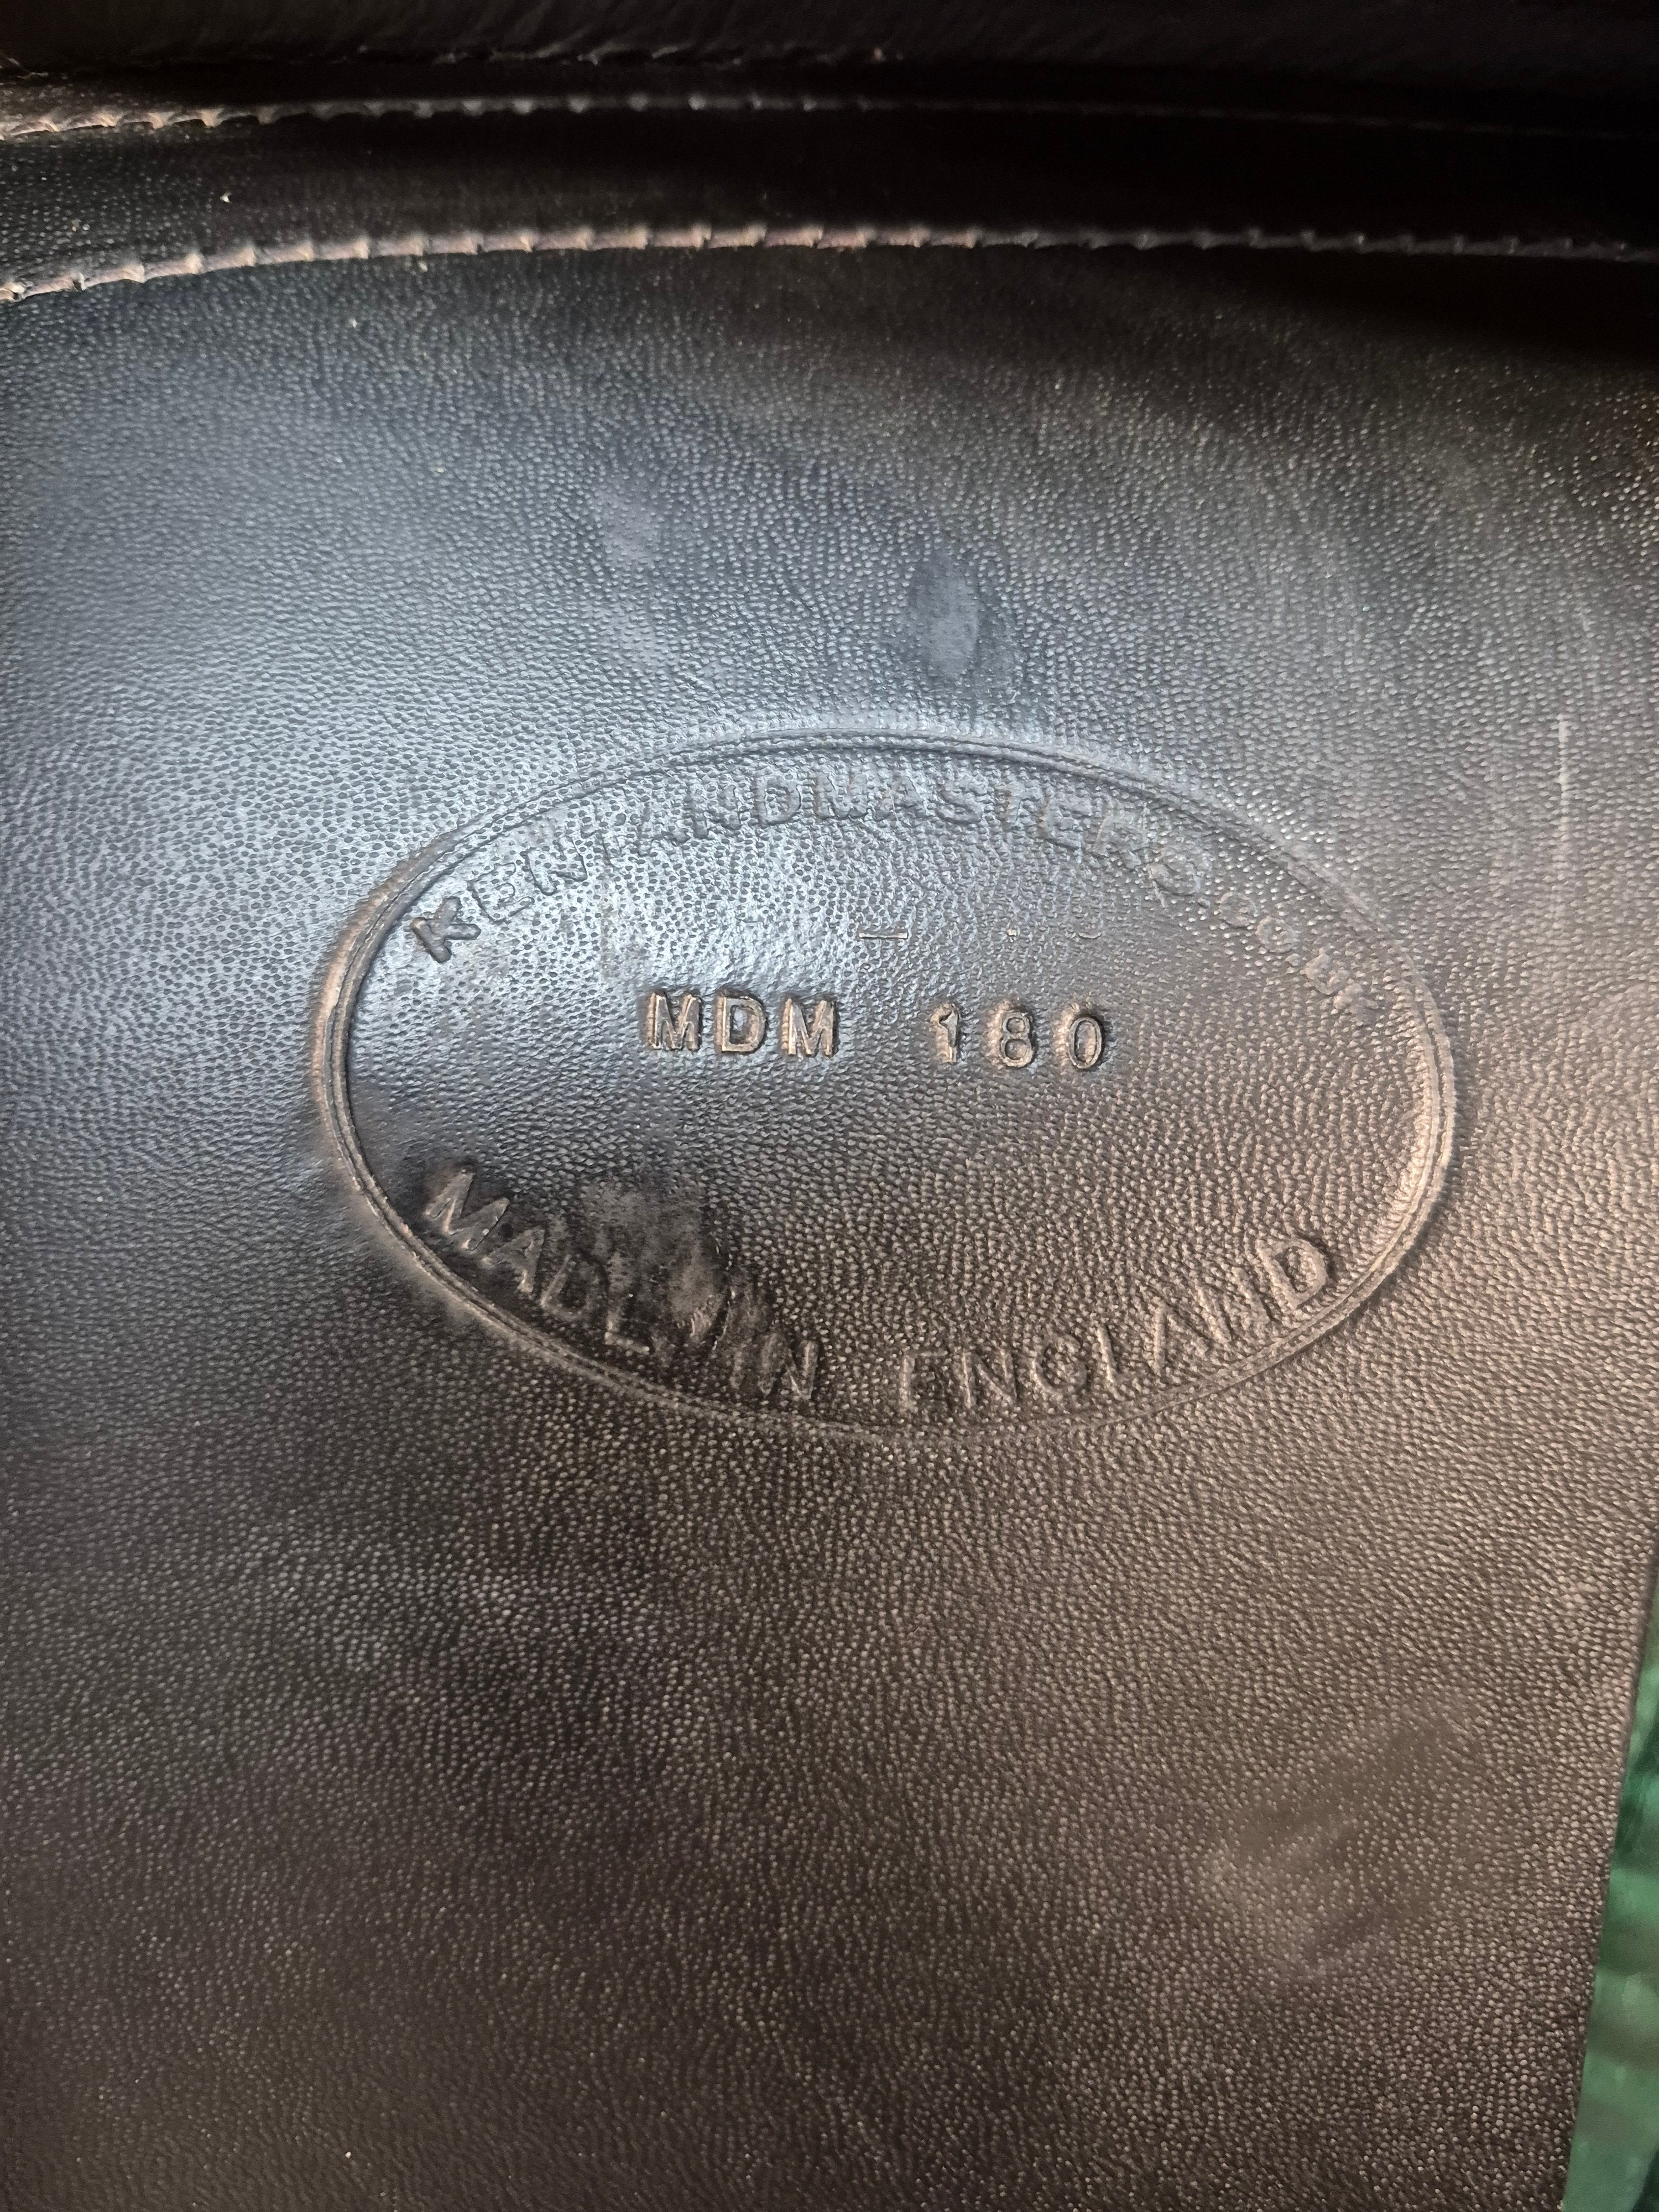 KENTANDMASTERS.CO.UK
MDM 180
MADE IN ENGLAND